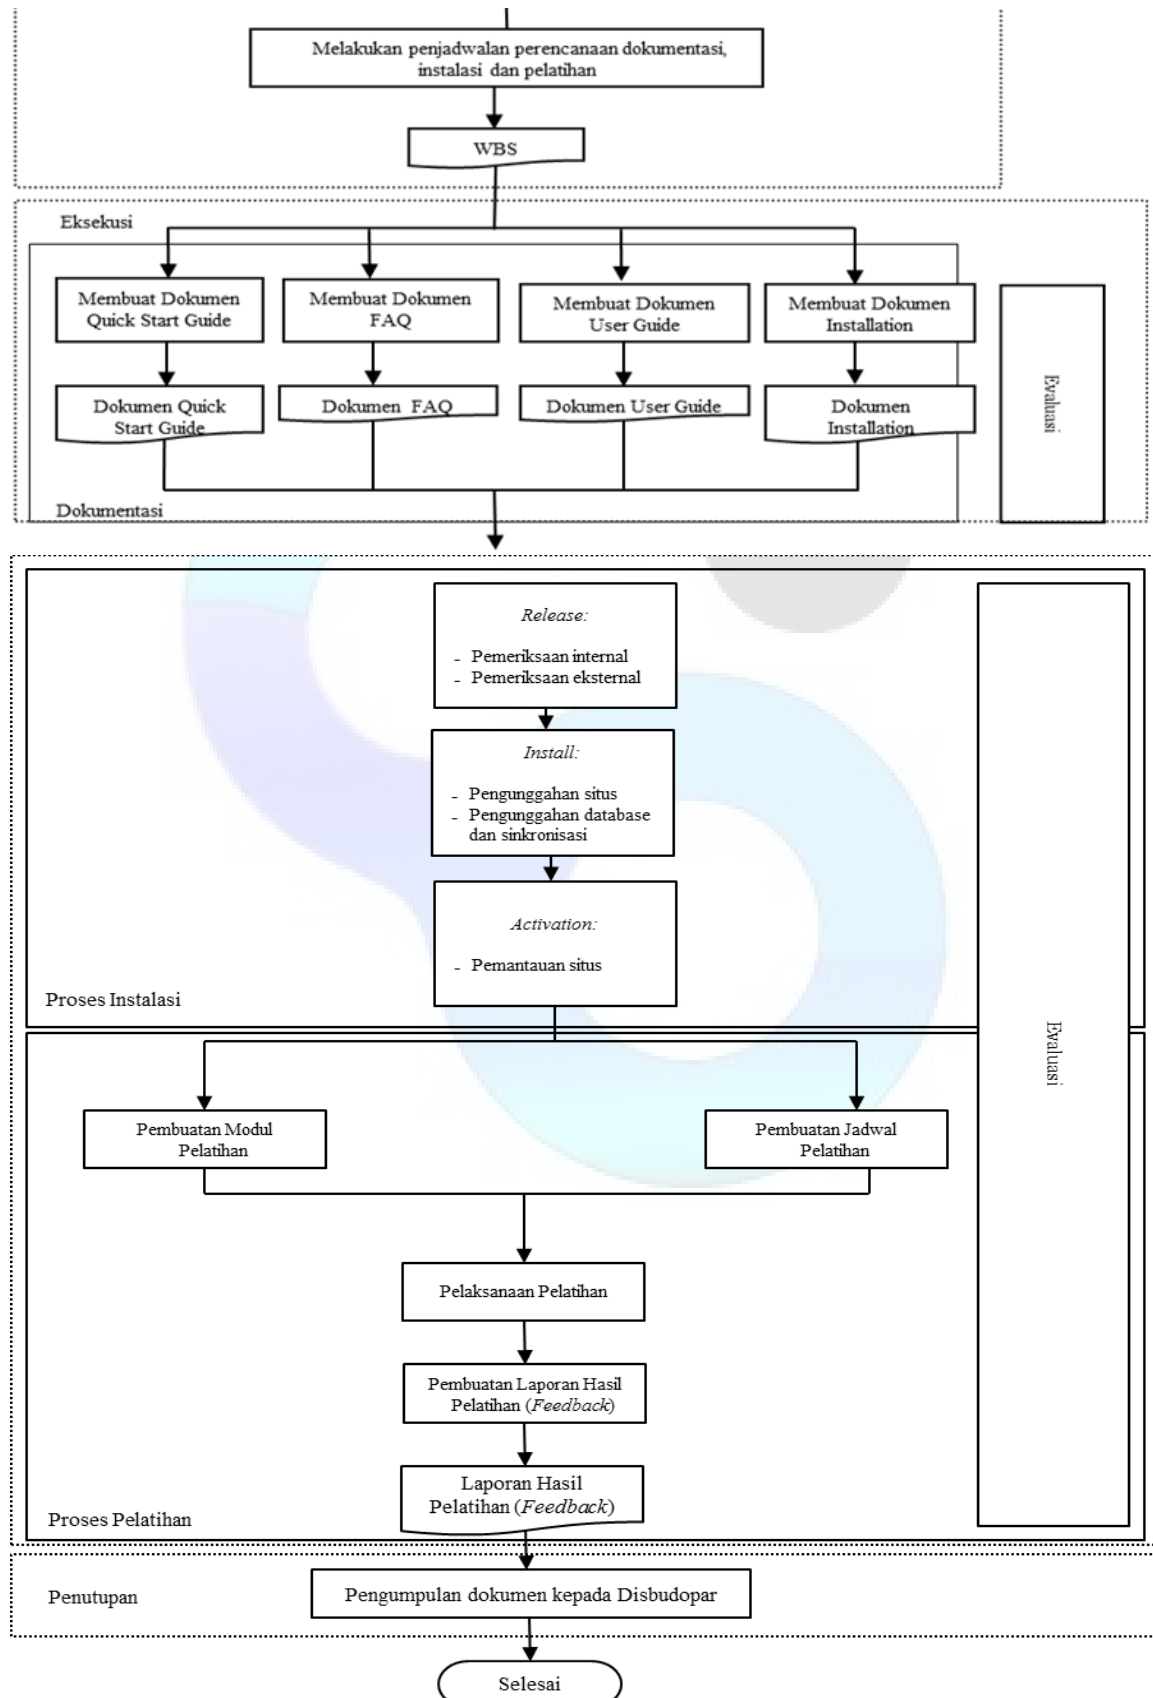 Melakukan penjadwalan perencanaan dokumentasi,
instalasi dan pelatihan
WBS
Eksekusi
Membuat Dokumen
Quick Start Guide
Membuat Dokumen
FAQ
Membuat Dokumen
User Guide
Membuat Dokumen
Installation
Dokumen Quick
Start Guide
Dokumen FAQ
Dokumen User Guide
Dokumen
Installation
Evaluasi
Dokumentasi
Release:
- Pemeriksaan internal
- Pemeriksaan eksternal
Install:
- Pengunggahan situs
- Pengunggahan database
dan sinkronisasi
Activation:
- Pemantauan situs
Proses Instalasi
Evaluasi
Pembuatan Modul
Pelatihan
Pembuatan Jadwal
Pelatihan
Pelaksanaan Pelatihan
Pembuatan Laporan Hasil
Pelatihan (Feedback)
Laporan Hasil
Pelatihan (Feedback)
Proses Pelatihan
Penutupan
Pengumpulan dokumen kepada Disbudopar
Selesai